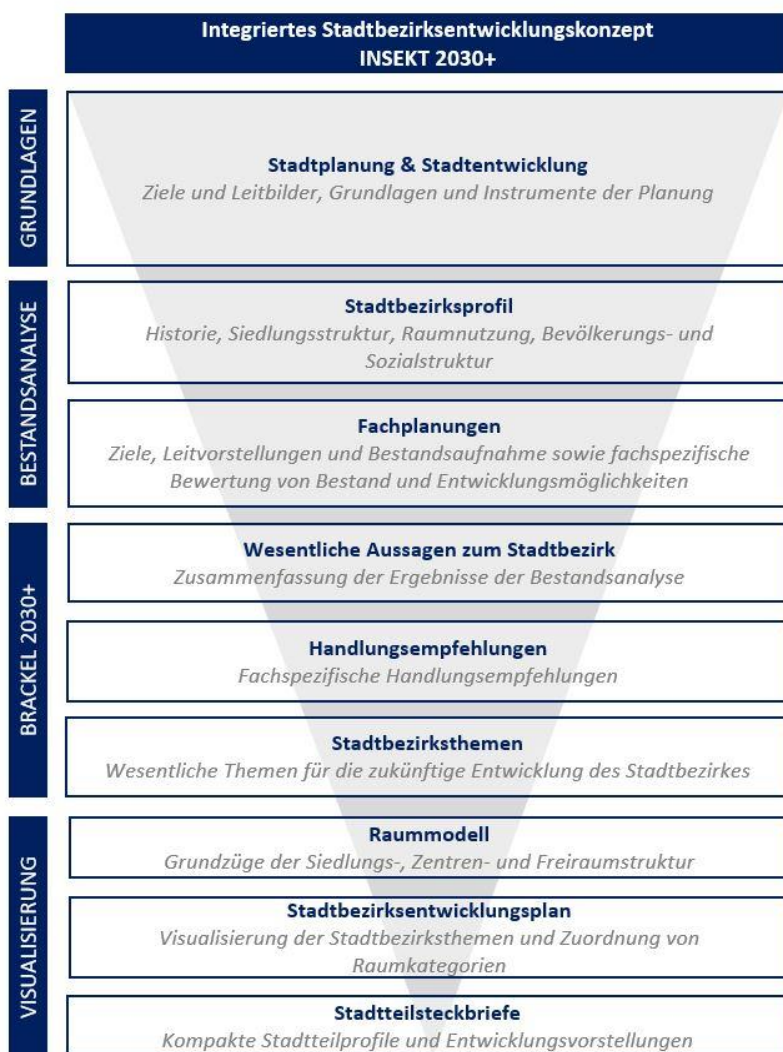 Integriertes Stadtbezirksentwicklungskonzept
INSEKT 2030+
GRUNDLAGEN
Stadtplanung & Stadtentwicklung
Ziele und Leitbilder, Grundlagen und Instrumente der Planung
BESTANDSANALYSE
Stadtbezirksprofil
Historie, Siedlungsstruktur, Raumnutzung, Bevölkerungs- und
Sozialstruktur
Fachplanungen
Ziele, Leitvorstellungen und Bestandsaufnahme sowie fachspezifische
Bewertung von Bestand und Entwicklungsmöglichkeiten
BRACKEL 2030+
Wesentliche Aussagen zum Stadtbezirk
Zusammenfassung der Ergebnisse der Bestandsanalyse
Handlungsempfehlungen
Fachspezifische Handlungsempfehlungen
Stadtbezirksthemen
Wesentliche Themen für die zukünftige Entwicklung des Stadtbezirkes
VISUALISIERUNG
Raummodell
Grundzüge der Siedlungs-, Zentren- und Freiraumstruktur
Stadtbezirksentwicklungsplan
Visualisierung der Stadtbezirksthemen und Zuordnung von
Raumkategorien
Stadtteilsteckbriefe
Kompakte Stadtteilprofile und Entwicklungsvorstellungen